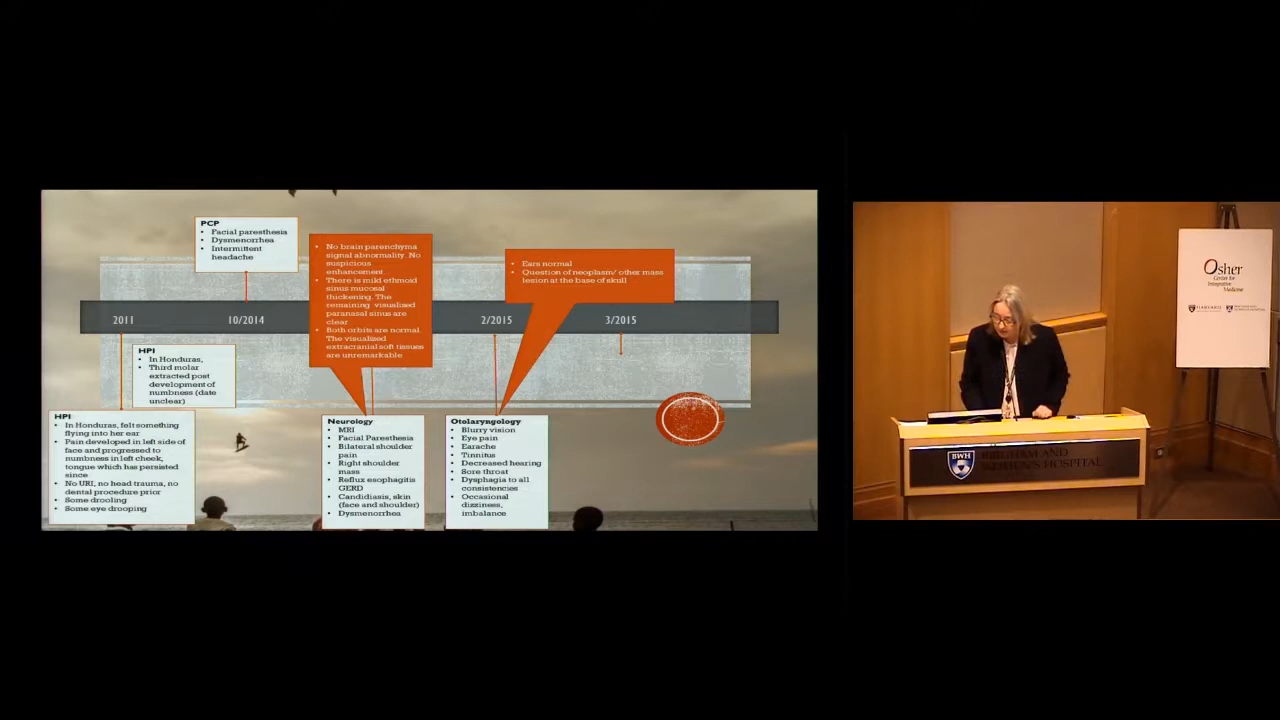 PCP
• Facial paresthesia
• Dysmenorrhea
• Intermittent
headache
• No brain parenchyma
signal abnormality. No
suspicious
enhancement.
• There is mild ethmoid
sinus mucosal
thickening. The
remaining visualized
paranasal sinus are
clear
• Both orbits are normal.
The visualized
extracranial soft tissues
are unremarkable
• Ears normal
• Question of neoplasm/ other mass
lesion at the base of skull
2011
10/2014
2/2015
3/2015
HPI
• In Honduras,
• Third molar
extracted post
development of
numbness (date
unclear)
HPI
• In Honduras, felt something
flying into her ear
• Pain developed in left side of
face and progressed to
numbness in left cheek,
tongue which has persisted
since
• No URI, no head trauma, no
dental procedure prior
• Some drooling
• Some eye drooping
Neurology
• MRI
• Facial Paresthesia
• Bilateral shoulder
pain
• Right shoulder
mass
• Reflux esophagitis
GERD
• Candidiasis, skin
(face and shoulder)
• Dysmenorrhea
Otolaryngology
• Blurry vision
• Eye pain
• Earache
• Tinnitus
• Decreased hearing
• Sore throat
• Dysphagia to all
consistencies
• Occasional
dizziness,
imbalance
Osher
Center for
Integrative
Medicine
HARVARD
BWH
BRIGHAM AND
WOMEN'S HOSPITAL